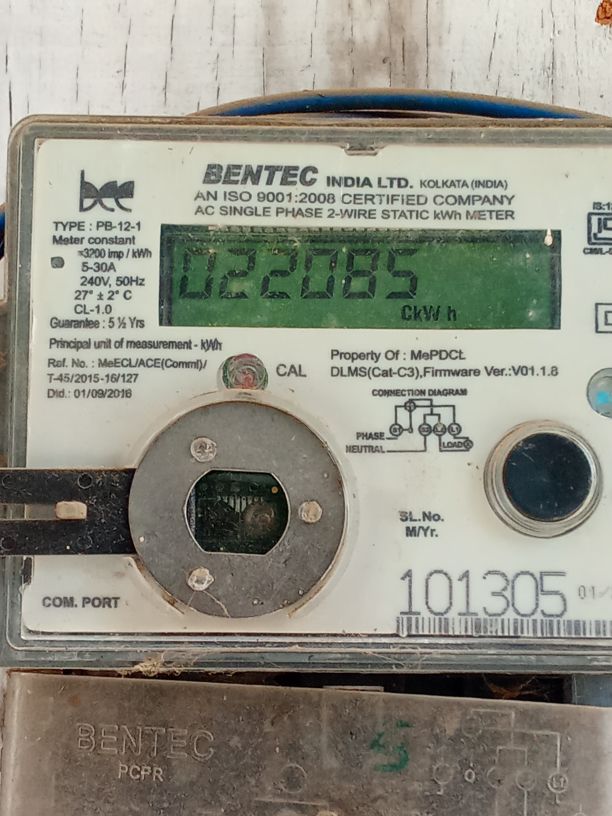 BENTEC INDIA LTD. KOLKATA (INDIA)
AN ISO 9001:2008 CERTIFIED COMPANY
AC SINGLE PHASE 2-WIRE STATIC kWh METER
TYPE : PB-12-1
Meter constant
=3200 imp / kWh
5-30A
240V, 50Hz
27° ± 2° C
CL-1.0
Guarantee : 5 ½ Yrs
022085
CkWh
Principal unit of measurement - kWh
Ref. No. : MeECL/ACE(Comml)/
T-45/2015-16/127
Dtd.: 01/09/2016
CAL
Property Of : MePDCL
DLMS(Cat-C3),Firmware Ver.:V01.1.8
CONNECTION DIAGRAM
PHASE
NEUTRAL
LOAD
SL.No.
M/Yr.
COM. PORT
101305
BENTEC
PCPR